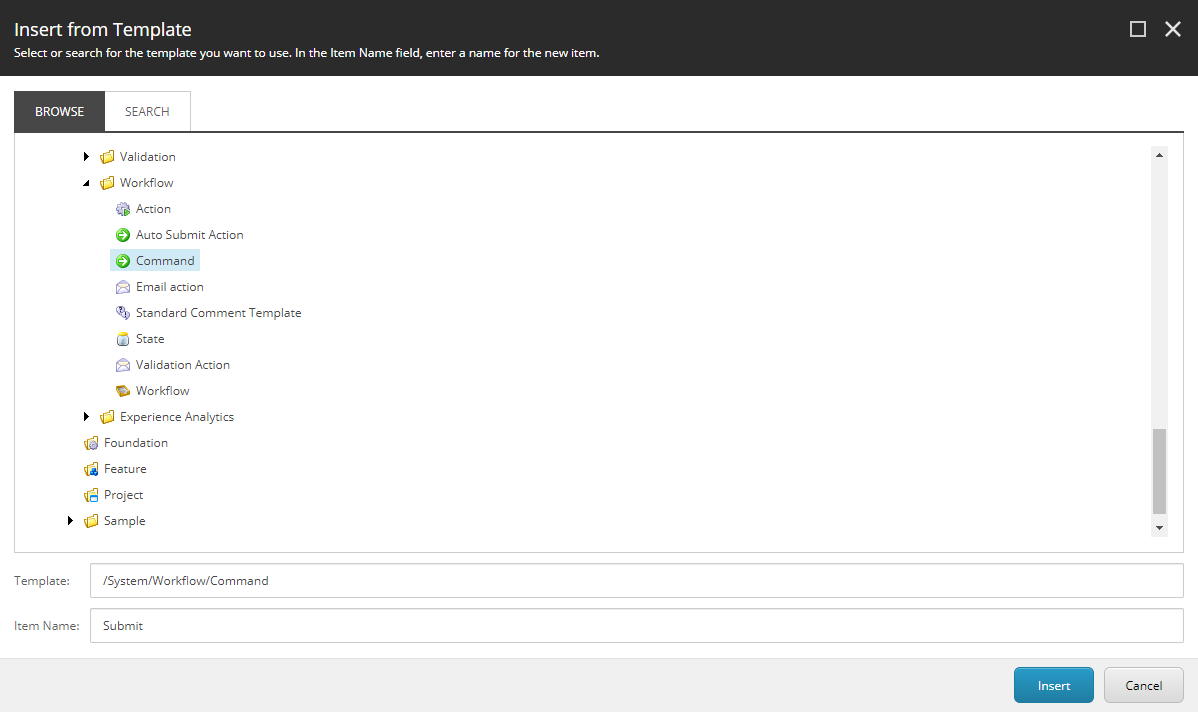 Insert from Template
Select or search for the template you want to use. In the Item Name field, enter a name for the new item.
BROWSE SEARCH
Validation
Workflow
Action
Auto Submit Action
Command
Email action
Standard Comment Template
State
Validation Action
Workflow
Experience Analytics
Foundation
Feature
Project
Sample
Template: /System/Workflow/Command
Item Name: Submit
Insert Cancel